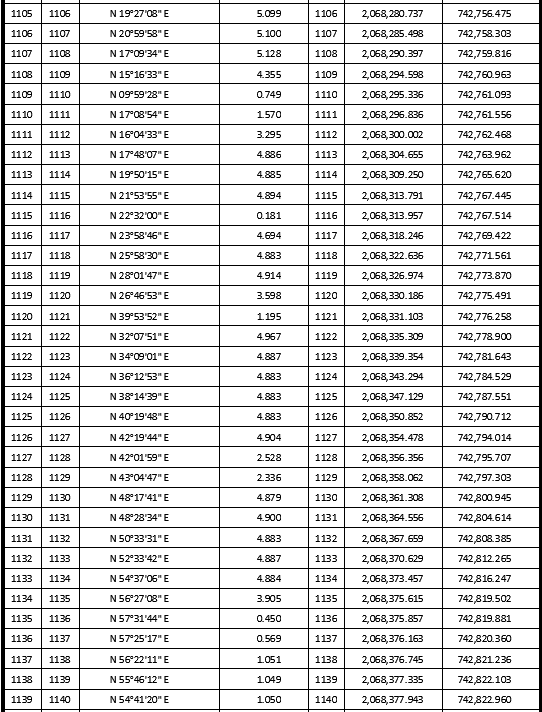 1105 1106 N 19°27'08" E 5.099 1106 2,068,280.737 742,756.475
1106 1107 N 20°59'58" E 5.100 1107 2,068,285.498 742,758.303
1107 1108 N 17°09'34" E 5.128 1108 2,068,290.397 742,759.816
1108 1109 N 15°16'33" E 4.355 1109 2,068,294.598 742,760.963
1109 1110 N 09°59'28" E 0.749 1110 2,068,295.336 742,761.093
1110 1111 N 17°08'54" E 1.570 1111 2,068,296.836 742,761.556
1111 1112 N 16°04'33" E 3.295 1112 2,068,300.002 742,762.468
1112 1113 N 17°48'07" E 4.886 1113 2,068,304.655 742,763.962
1113 1114 N 19°50'15" E 4.885 1114 2,068,309.250 742,765.620
1114 1115 N 21°53'55" E 4.894 1115 2,068,313.791 742,767.445
1115 1116 N 22°32'00" E 0.181 1116 2,068,313.957 742,767.514
1116 1117 N 23°58'46" E 4.694 1117 2,068,318.246 742,769.422
1117 1118 N 25°58'30" E 4.883 1118 2,068,322.636 742,771.561
1118 1119 N 28°01'47" E 4.914 1119 2,068,326.974 742,773.870
1119 1120 N 26°46'53" E 3.598 1120 2,068,330.186 742,775.491
1120 1121 N 39°53'52" E 1.195 1121 2,068,331.103 742,776.258
1121 1122 N 32°07'51" E 4.967 1122 2,068,335.309 742,778.900
1122 1123 N 34°09'01" E 4.887 1123 2,068,339.354 742,781.643
1123 1124 N 36°12'53" E 4.883 1124 2,068,343.294 742,784.529
1124 1125 N 38°14'39" E 4.883 1125 2,068,347.129 742,787.551
1125 1126 N 40°19'48" E 4.883 1126 2,068,350.852 742,790.712
1126 1127 N 42°19'44" E 4.904 1127 2,068,354.478 742,794.014
1127 1128 N 42°01'59" E 2.528 1128 2,068,356.356 742,795.707
1128 1129 N 43°04'47" E 2.336 1129 2,068,358.062 742,797.303
1129 1130 N 48°17'41" E 4.879 1130 2,068,361.308 742,800.945
1130 1131 N 48°28'34" E 4.900 1131 2,068,364.556 742,804.614
1131 1132 N 50°33'31" E 4.883 1132 2,068,367.659 742,808.385
1132 1133 N 52°33'42" E 4.887 1133 2,068,370.629 742,812.265
1133 1134 N 54°37'06" E 4.884 1134 2,068,373.457 742,816.247
1134 1135 N 56°27'08" E 3.905 1135 2,068,375.615 742,819.502
1135 1136 N 57°31'44" E 0.450 1136 2,068,375.857 742,819.881
1136 1137 N 57°25'17" E 0.569 1137 2,068,376.163 742,820.360
1137 1138 N 56°22'11" E 1.051 1138 2,068,376.745 742,821.236
1138 1139 N 55°46'12" E 1.049 1139 2,068,377.335 742,822.103
1139 1140 N 54°41'20" E 1.050 1140 2,068,377.943 742,822.960